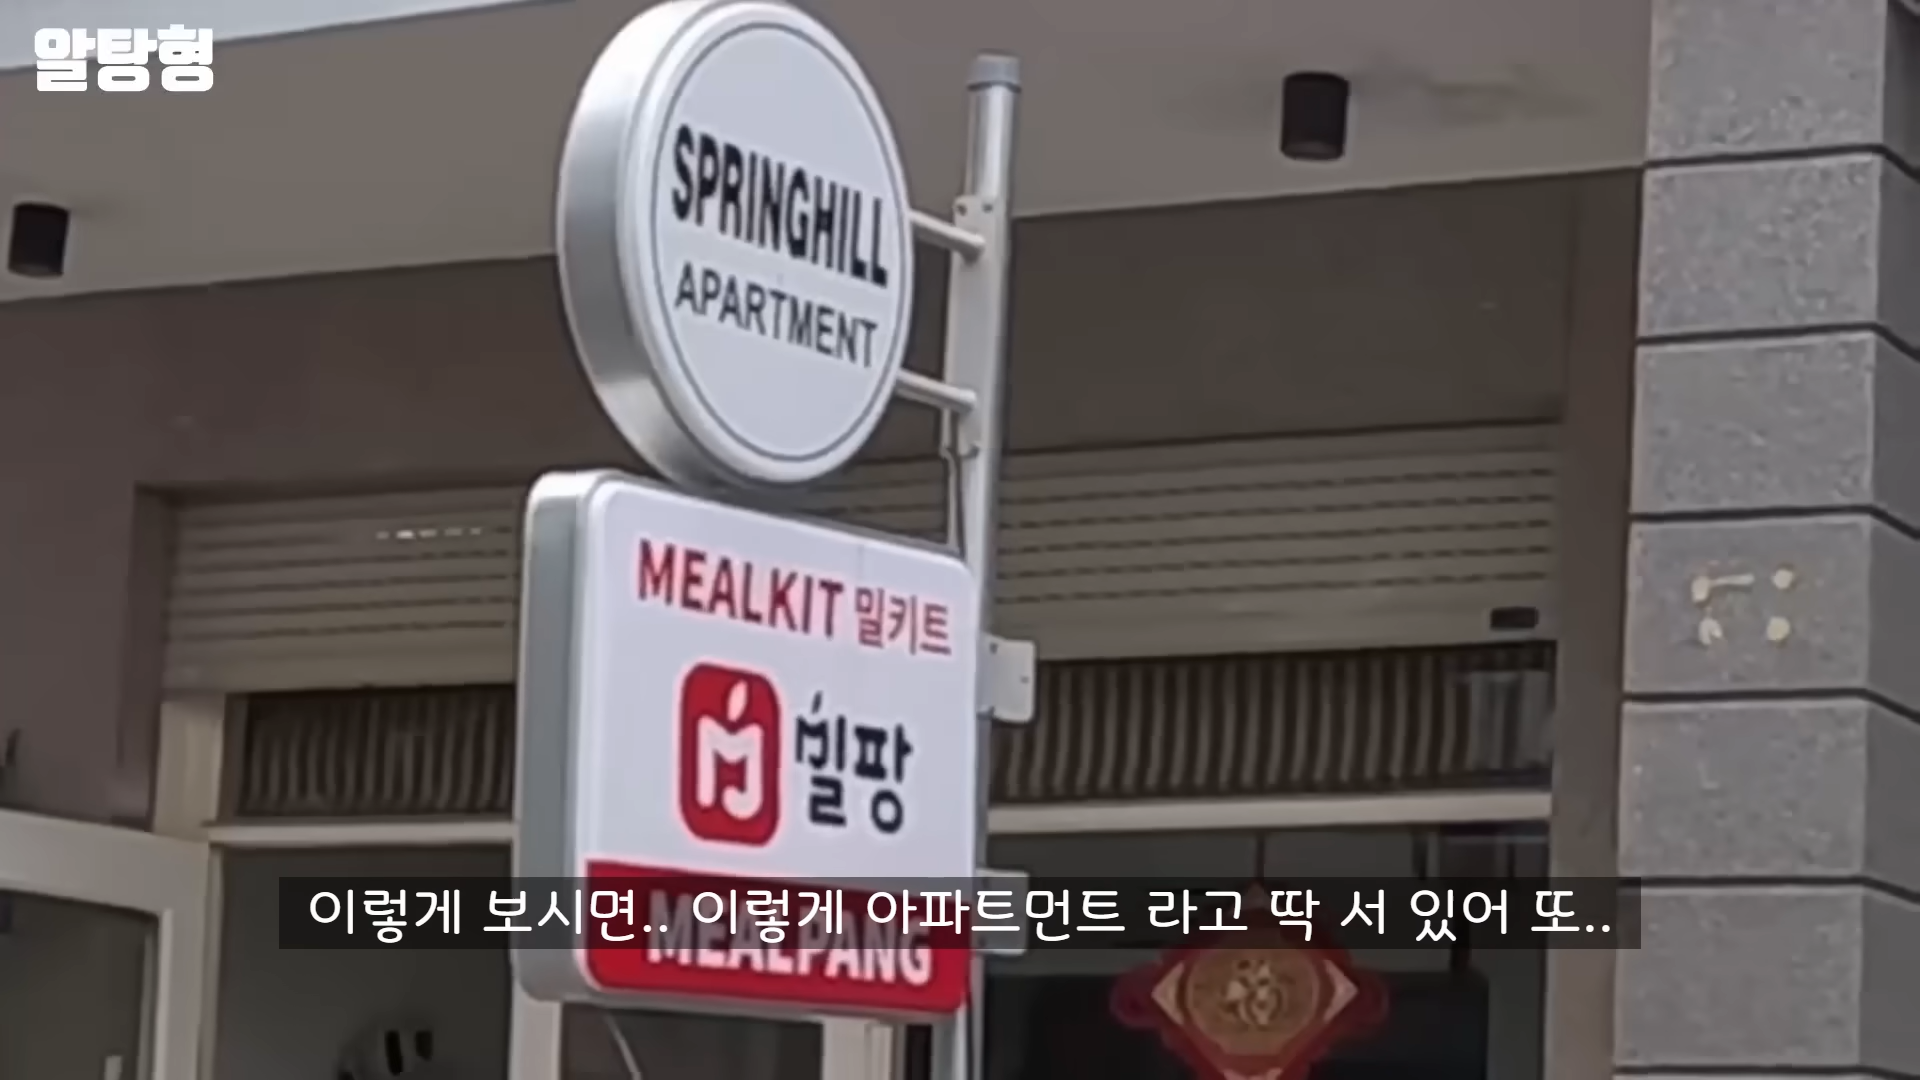 알탕형
SPRINGHILL
APARTMENT
MEALKIT 밀키트
밀팡
MEALPANG
이렇게 보시면.. 이렇게 아파트먼트 라고 딱 서 있어 또..
福